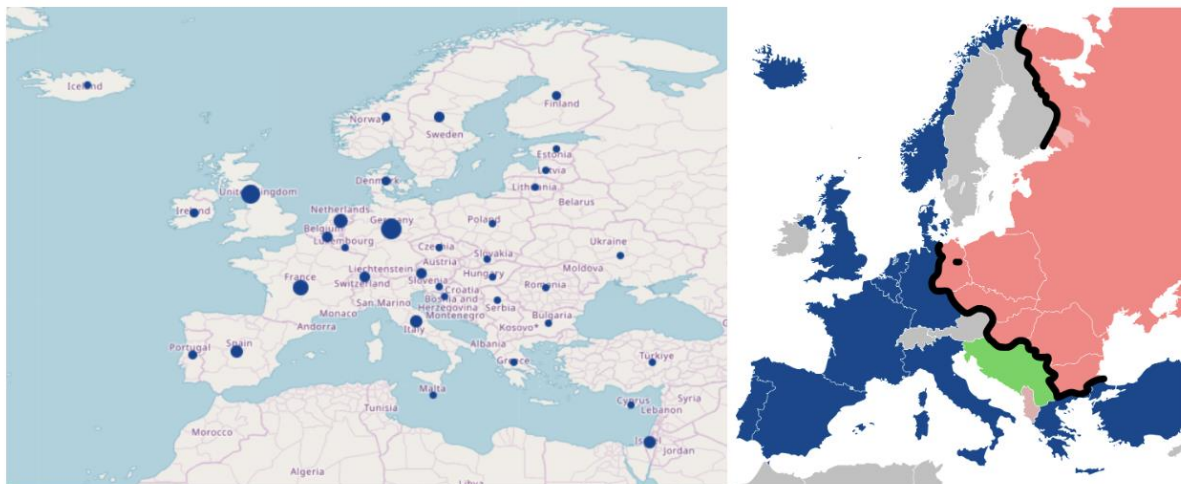 Iceland
Finland
Norway
Sweden
Estonia
Latvia
Denmark
Lithuania
United Kingdom
Ireland
Belarus
Netherlands
Belgium
Germany
Poland
Luxembourg
Czechia
Ukraine
Slovakia
France
Liechtenstein
Austria
Hungary
Moldova
Switzerland
Slovenia
Croatia
Romania
San Marino
Bosnia and
Herzegovina
Serbia
Monaco
Montenegro
Andorra
Italy
Kosovo*
Bulgaria
Albania
Portugal
Spain
Greece
Türkiye
Malta
Cyprus
Syria
Tunisia
Lebanon
Morocco
Israel
Jordan
Algeria